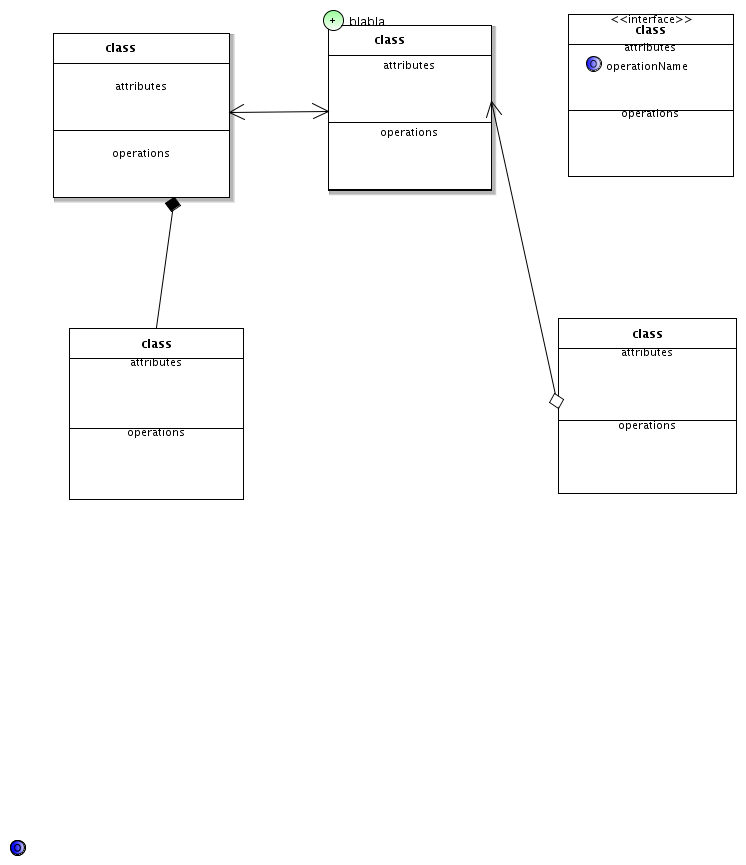 + blabla
class
attributes
operations
class
attributes
operations
<<interface>>
class
attributes
O operationName
operations
class
attributes
operations
class
attributes
operations
O